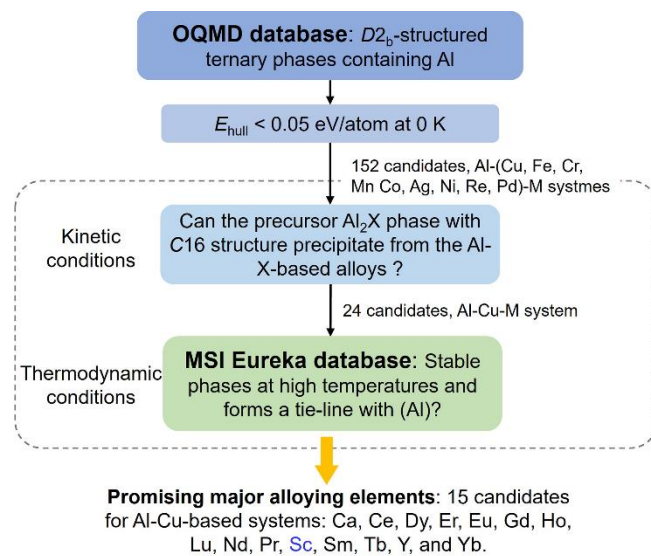 OQMD database: D2b-structured
ternary phases containing Al
Ehull < 0.05 eV/atom at 0 K
152 candidates, Al-(Cu, Fe, Cr,
Mn Co, Ag, Ni, Re, Pd)-M systmes
Kinetic
conditions
Can the precursor Al2X phase with
C16 structure precipitate from the Al-
X-based alloys ?
24 candidates, Al-Cu-M system
Thermodynamic
conditions
MSI Eureka database: Stable
phases at high temperatures and
forms a tie-line with (Al)?
Promising major alloying elements: 15 candidates
for Al-Cu-based systems: Ca, Ce, Dy, Er, Eu, Gd, Ho,
Lu, Nd, Pr, Sc, Sm, Tb, Y, and Yb.